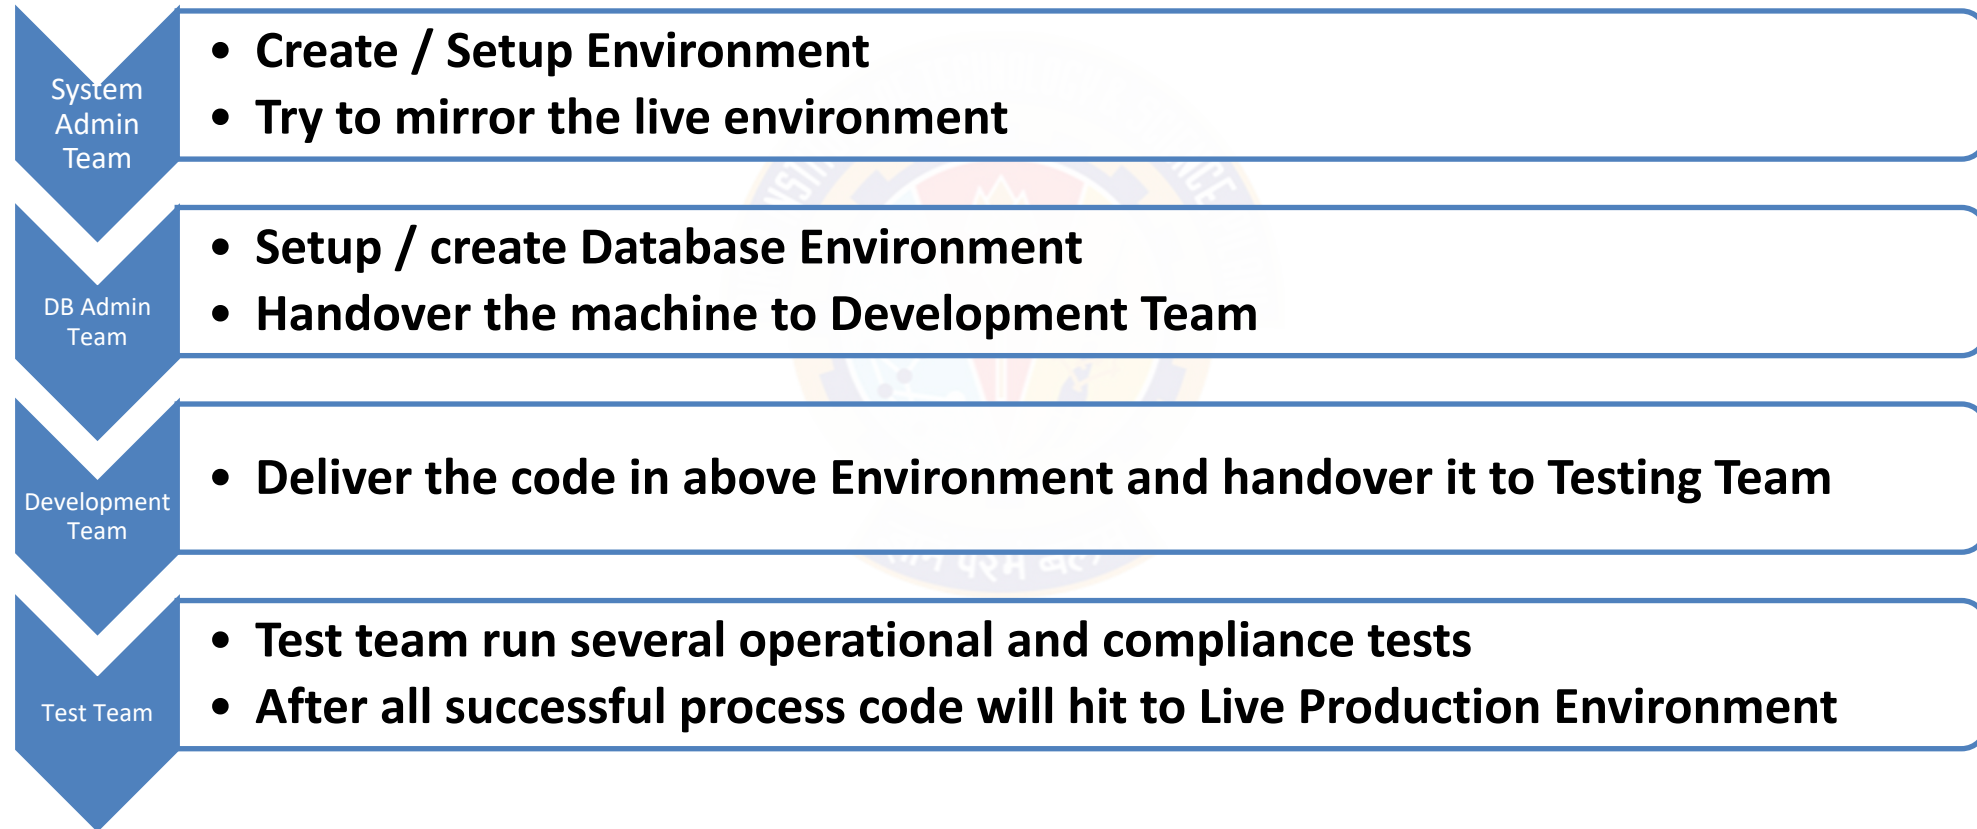 System
Admin
Team
• Create / Setup Environment
• Try to mirror the live environment
DB Admin
Team
• Setup / create Database Environment
• Handover the machine to Development Team
Development
Team
• Deliver the code in above Environment and handover it to Testing Team
Test Team
• Test team run several operational and compliance tests
• After all successful process code will hit to Live Production Environment